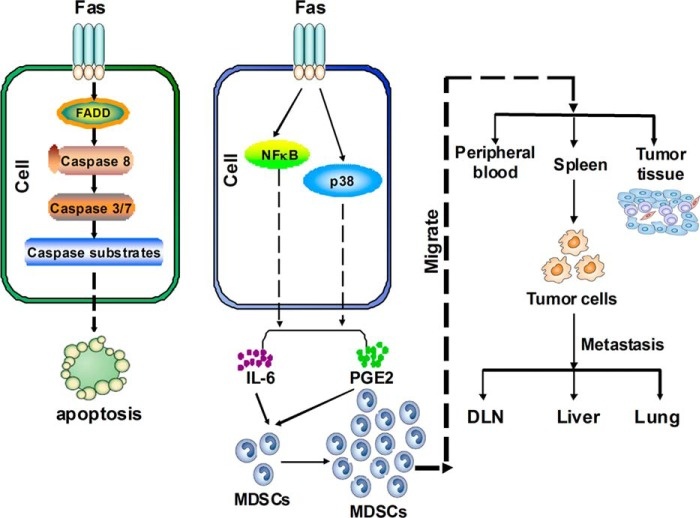 Fas
Cell
FADD
Caspase 8
Caspase 3/7
Caspase substrates
apoptosis
Fas
Cell
NFκB
p38
IL-6
PGE2
MDSCs
MDSCs
Migrate
Peripheral
blood
Spleen
Tumor
tissue
Tumor cells
Metastasis
DLN
Liver
Lung